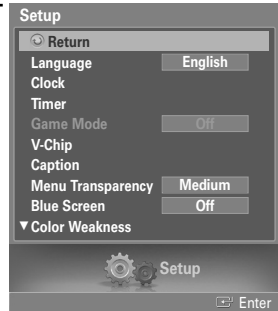 Setup
Return
Language English
Clock
Timer
Game Mode Off
V-Chip
Caption
Menu Transparency Medium
Blue Screen Off
▼Color Weakness
Setup
Enter